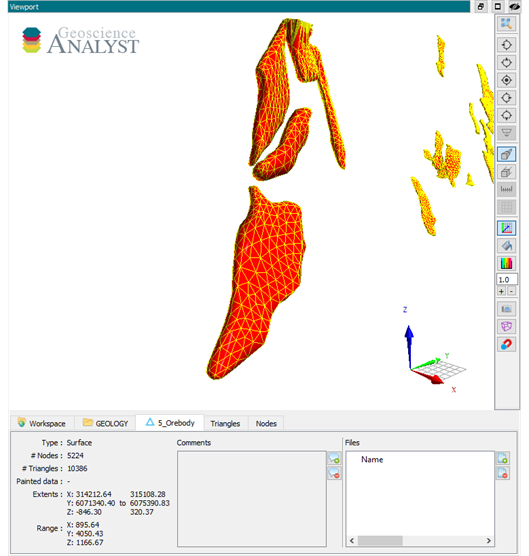 Viewport
Geoscience
ANALYST
1.0
+ -
Z
Y
X
Workspace GEOLOGY 5_Orebody Triangles Nodes
Type : Surface Comments Files
# Nodes : 5224 Name
# Triangles : 10386
Painted data : -
Extents : X: 314212.64 315108.28
Y: 6071340.40 to 6075390.83
Z: -846.30 320.37
Range : X: 895.64
Y: 4050.43
Z: 1166.67